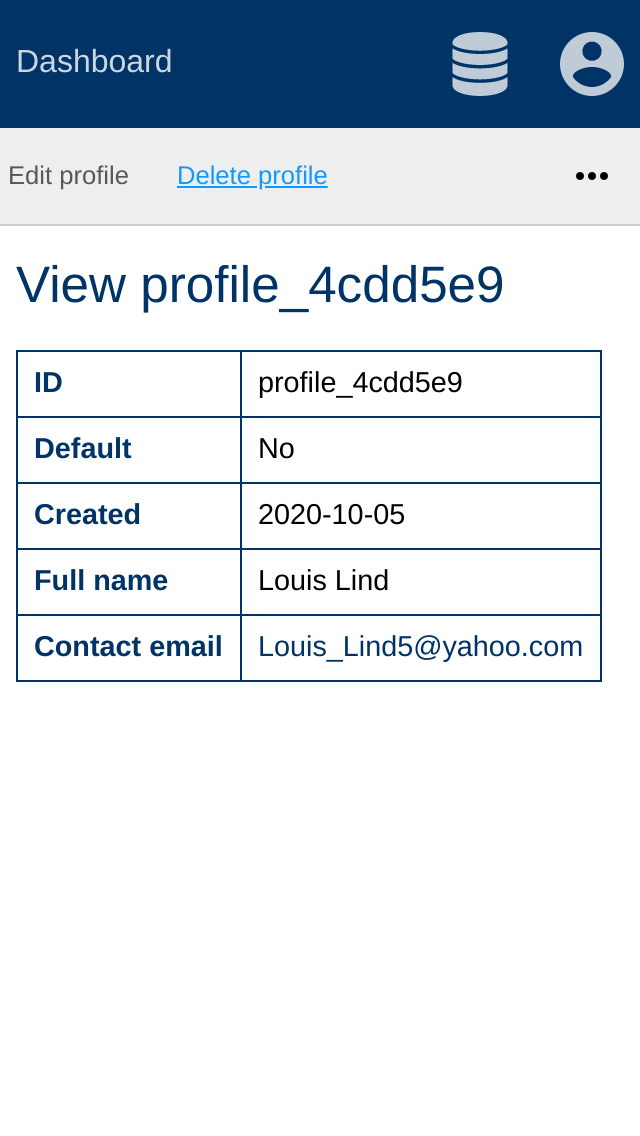 Dashboard
Edit profile Delete profile
View profile_4cdd5e9
ID profile_4cdd5e9
Default No
Created 2020-10-05
Full name Louis Lind
Contact email Louis_Lind5@yahoo.com